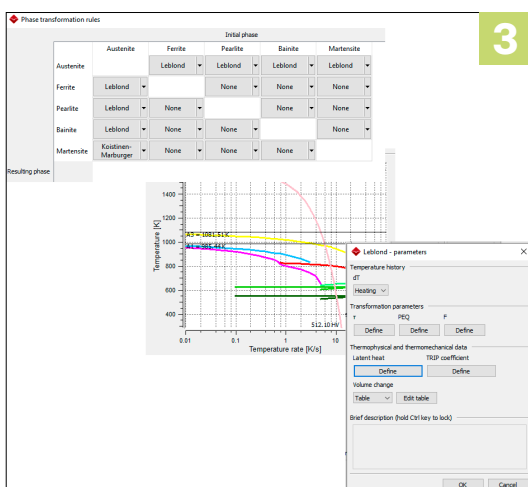 Phase transformation rules
3
Initial phase
Austenite Ferrite Pearlite Bainite Martensite
Austenite Leblond Leblond Leblond Leblond
Ferrite Leblond None None None
Pearlite Leblond None None None
Bainite Leblond None None None
Martensite Koistinen-
Marburger None None None
Resulting phase
1400
1200
A3 = 1081,51K
1000
800
600
400
512,10 HV
0.01 0.1 1 10
Temperature [K]
Temperature rate [K/s]
Leblond - parameters
Temperature history
dT
Heating
Transformation parameters
τ PEQ F
Define Define Define
Thermophysical and thermomechanical data
Latent heat TRIP coefficient
Define Define
Volume change
Table Edit table
Brief description (hold Ctrl key to lock)
OK Cancel